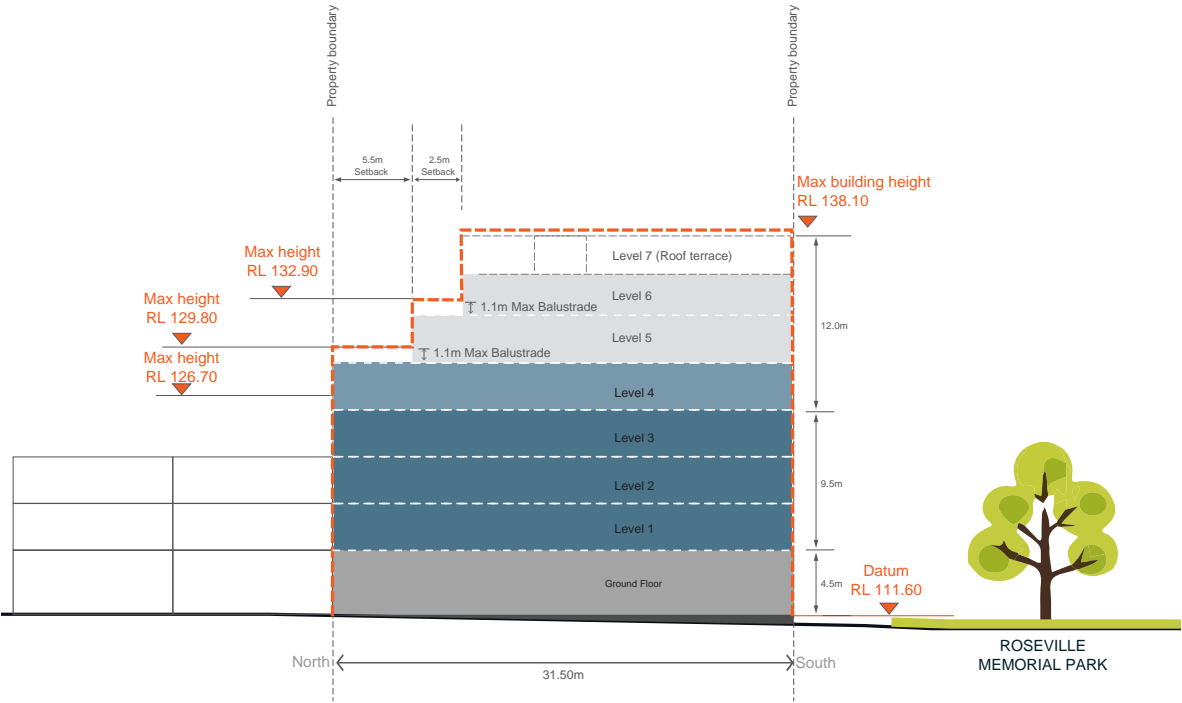 Property boundary
Property boundary
5.5m
Setback
2.5m
Setback
Max building height
RL 138.10
Max height
RL 132.90
Level 7 (Roof terrace)
Max height
RL 129.80
Level 6
1.1m Max Balustrade
12.0m
Level 5
1.1m Max Balustrade
Max height
RL 126.70
Level 4
Level 3
Level 2
9.5m
Level 1
Ground Floor
4.5m
Datum
RL 111.60
North
South
31.50m
ROSEVILLE
MEMORIAL PARK